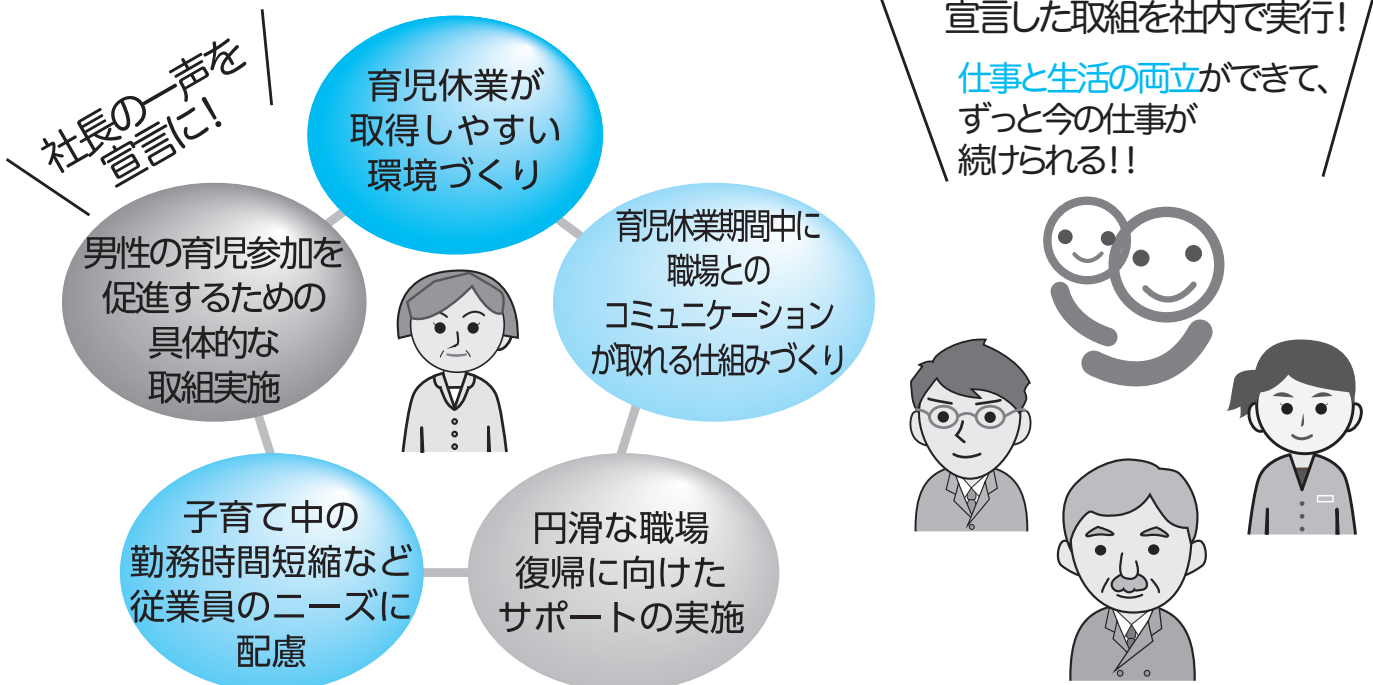 社長の一声を
宣言に!
育児休業が
取得しやすい
環境づくり
育児休業期間中に
職場との
コミュニケーション
が取れる仕組みづくり
男性の育児参加を
促進するための
具体的な
取組実施
子育て中の
勤務時間短縮など
従業員のニーズに
配慮
円滑な職場
復帰に向けた
サポートの実施
宣言した取組を社内で実行!
仕事と生活の両立ができて、
ずっと今の仕事が
続けられる!!